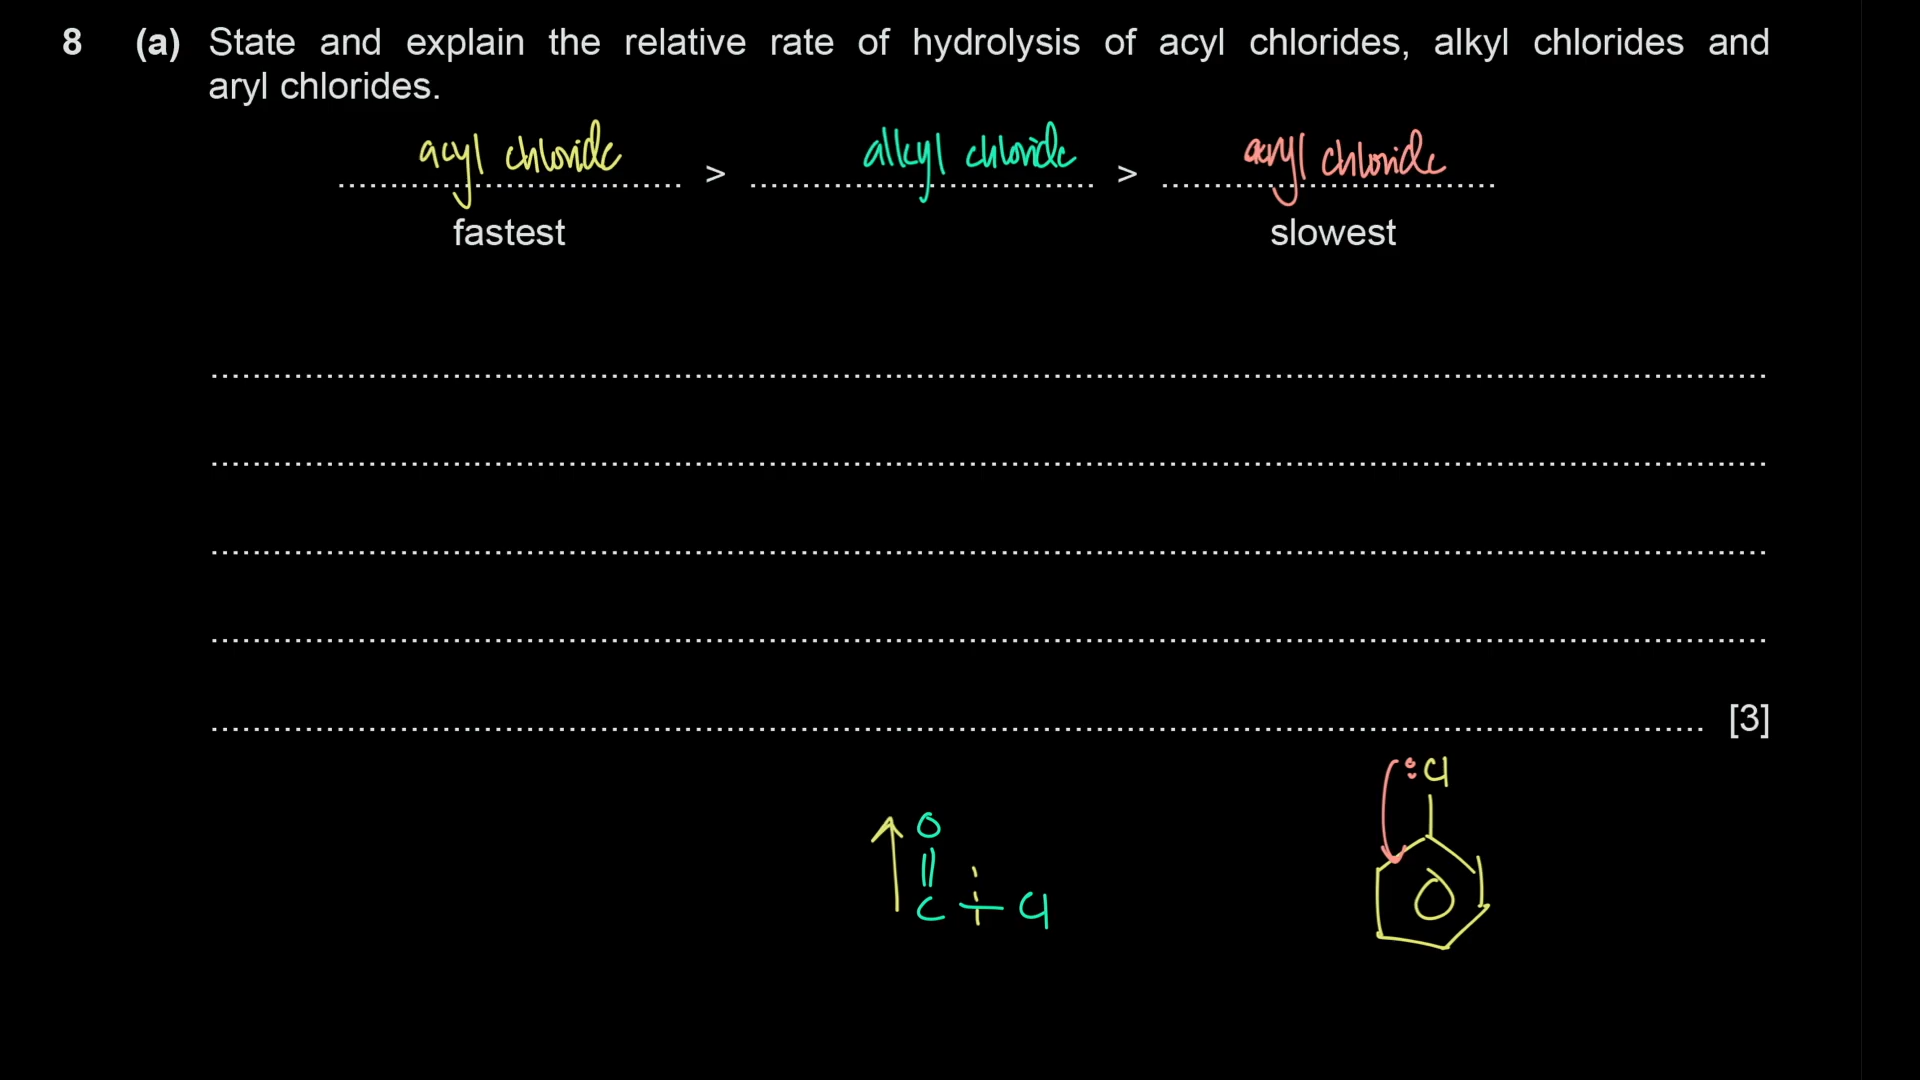 8 (a) State and explain the relative rate of hydrolysis of acyl chlorides, alkyl chlorides and
aryl chlorides.
acyl chloride > alkyl chloride > aryl chloride
fastest slowest
[3]
:Cl
O
C Cl